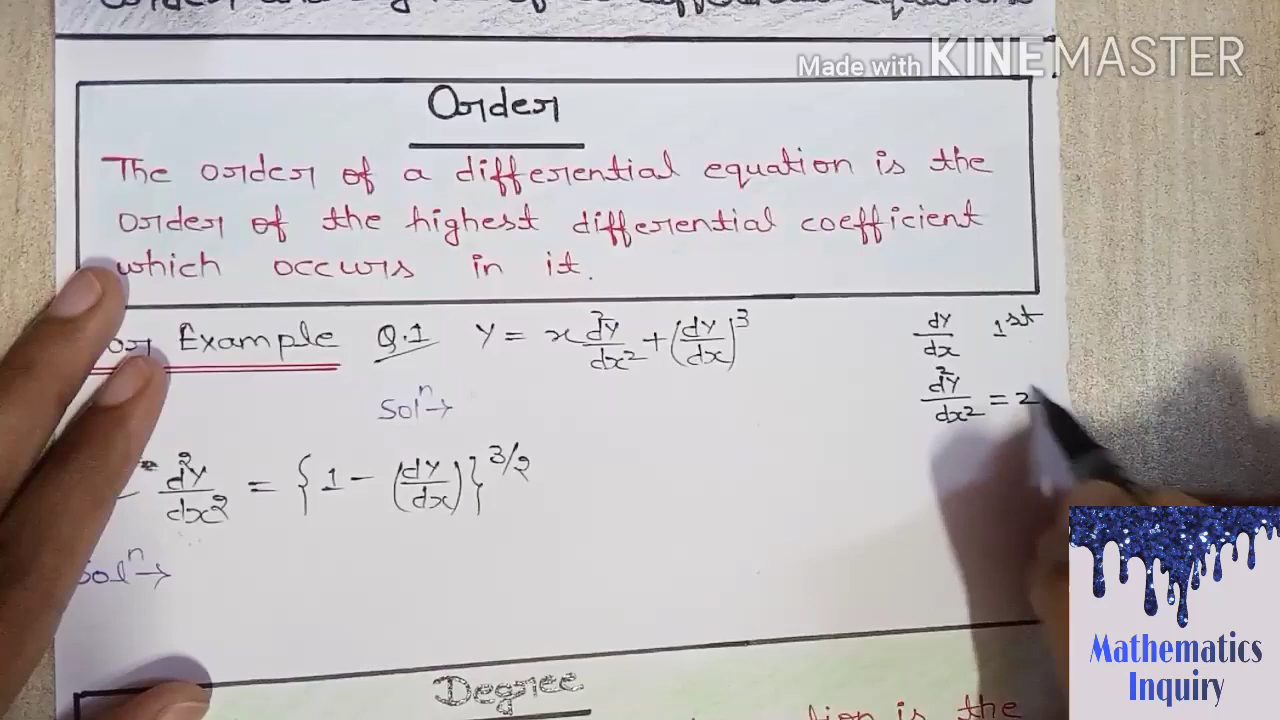 Made with KINEMASTER
Order
The order of a differential equation is the
order of the highest differential coefficient
which occurs in it.
Example Q.1 Y = x d²y/dx² + (dy/dx)³
dy/dx 1st
d²y/dx² = 2
Solⁿ→
d²y/dx² = {1 - (dy/dx)}^3/2
Solⁿ→
Degree
is the
Mathematics
Inquiry